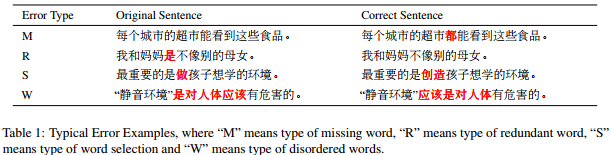 Error Type Original Sentence Correct Sentence
M 每个城市的超市能看到这些食品。 每个城市的超市都能看到这些食品。
R 我和妈妈是不像别的母女。 我和妈妈不像别的母女。
S 最重要的是做孩子想学的环境。 最重要的是创造孩子想学的环境。
W “静音环境”是对人体应该有危害的。 “静音环境”应该是对人体有危害的。
Table 1: Typical Error Examples, where “M” means type of missing word, “R” means type of redundant word, “S”
means type of word selection and “W” means type of disordered words.